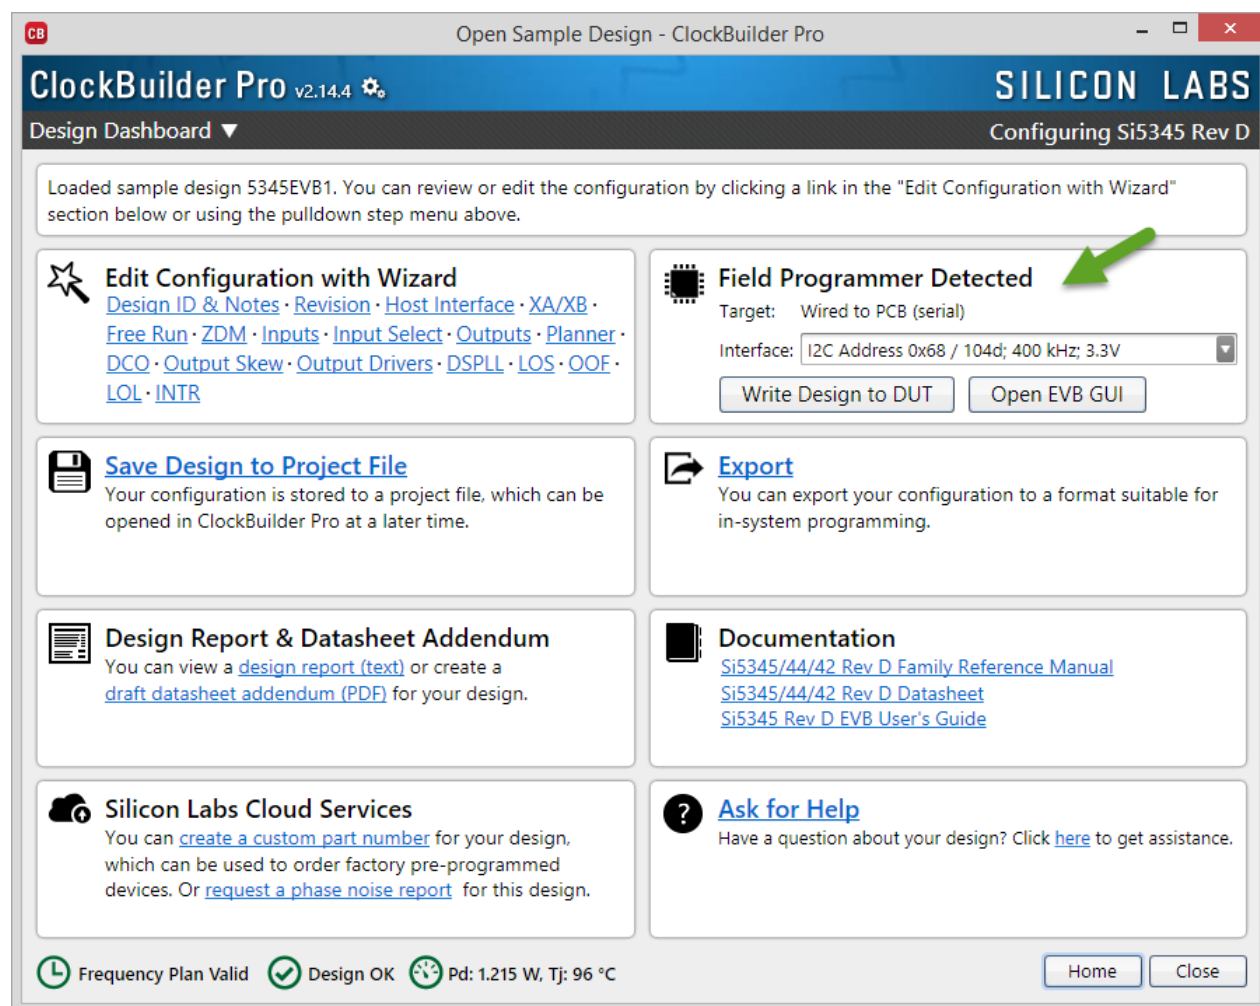 CB
Open Sample Design - ClockBuilder Pro
ClockBuilder Pro v2.14.4
SILICON LABS
Design Dashboard ▼
Configuring Si5345 Rev D
Loaded sample design 5345EVB1. You can review or edit the configuration by clicking a link in the "Edit Configuration with Wizard"
section below or using the pulldown step menu above.
Edit Configuration with Wizard
Design ID & Notes · Revision · Host Interface · XA/XB ·
Free Run · ZDM · Inputs · Input Select · Outputs · Planner ·
DCO · Output Skew · Output Drivers · DSPLL · LOS · OOF ·
LOL · INTR
Field Programmer Detected
Target: Wired to PCB (serial)
Interface: I2C Address 0x68 / 104d; 400 kHz; 3.3V
Write Design to DUT
Open EVB GUI
Save Design to Project File
Your configuration is stored to a project file, which can be
opened in ClockBuilder Pro at a later time.
Export
You can export your configuration to a format suitable for
in-system programming.
Design Report & Datasheet Addendum
You can view a design report (text) or create a
draft datasheet addendum (PDF) for your design.
Documentation
Si5345/44/42 Rev D Family Reference Manual
Si5345/44/42 Rev D Datasheet
Si5345 Rev D EVB User's Guide
Silicon Labs Cloud Services
You can create a custom part number for your design,
which can be used to order factory pre-programmed
devices. Or request a phase noise report for this design.
Ask for Help
Have a question about your design? Click here to get assistance.
Frequency Plan Valid
Design OK
Pd: 1.215 W, Tj: 96 °C
Home
Close